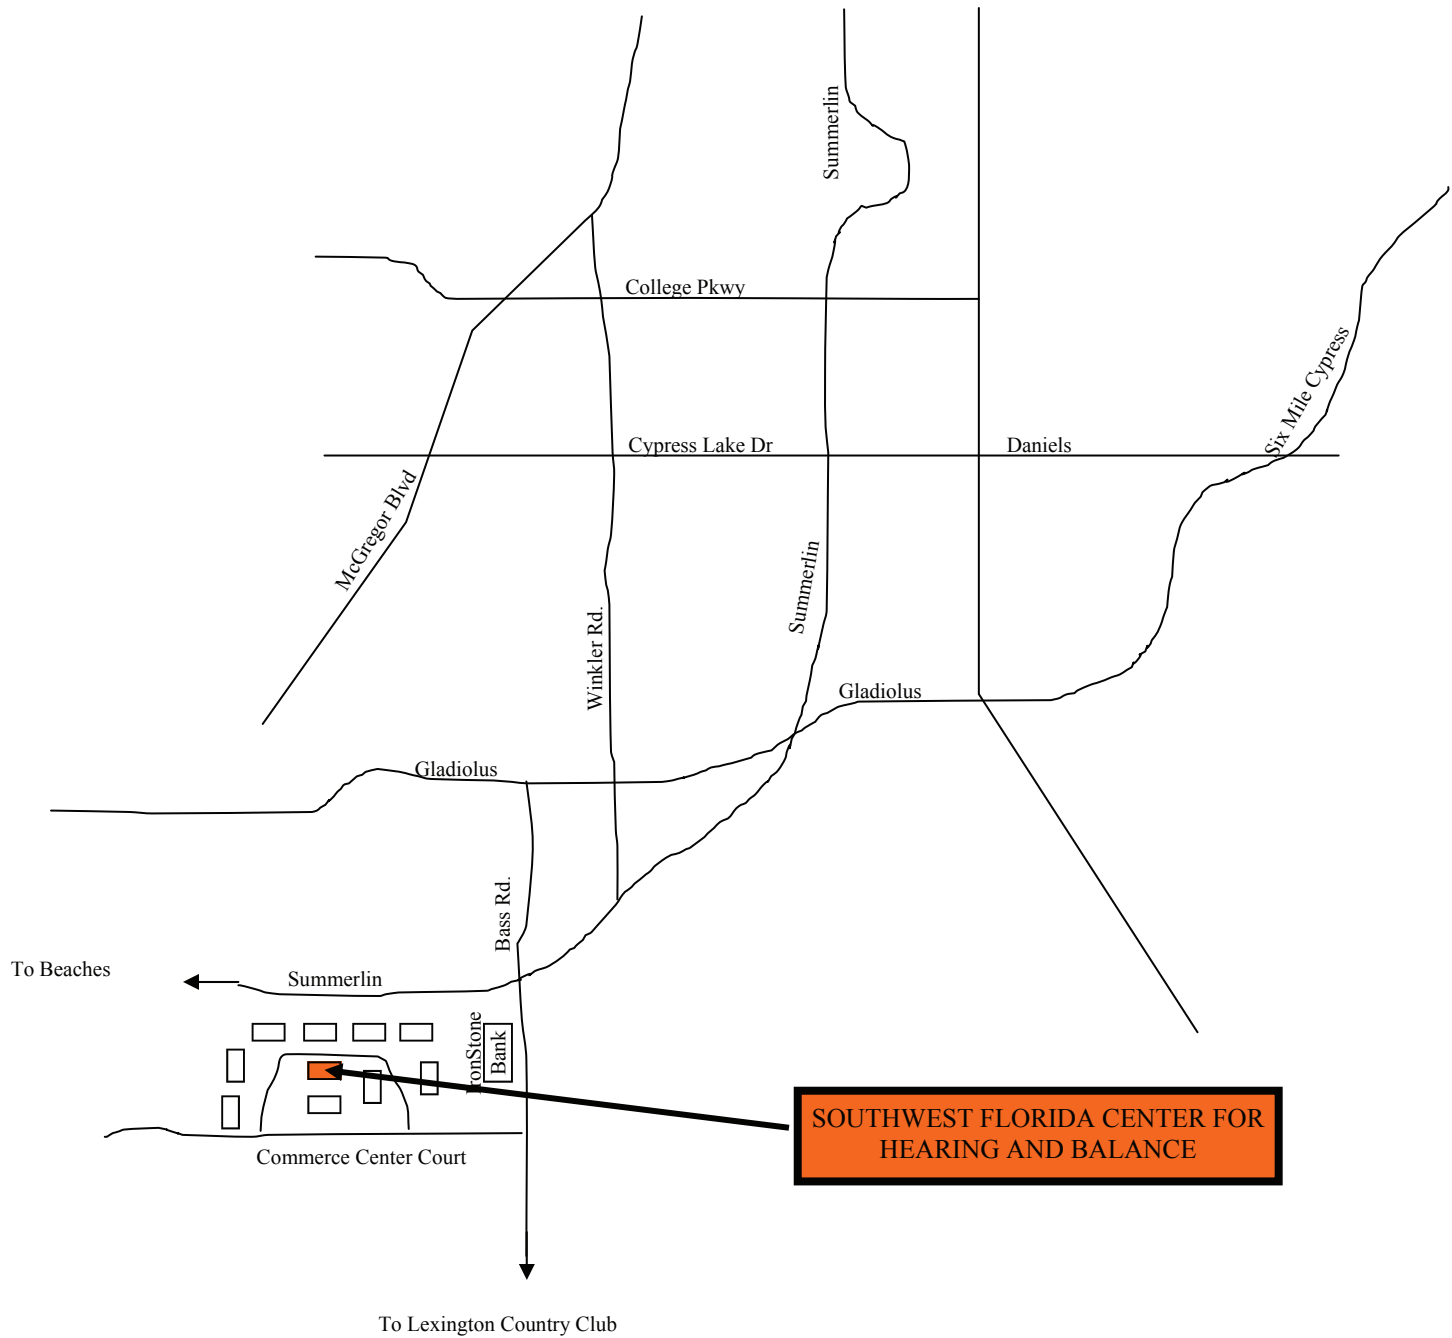 Summerlin
College Pkwy
Six Mile Cypress
Cypress Lake Dr
Daniels
McGregor Blvd
Summerlin
Winkler Rd.
Gladiolus
Gladiolus
Bass Rd.
To Beaches
Summerlin
IronStone
Bank
SOUTHWEST FLORIDA CENTER FOR
HEARING AND BALANCE
Commerce Center Court
To Lexington Country Club